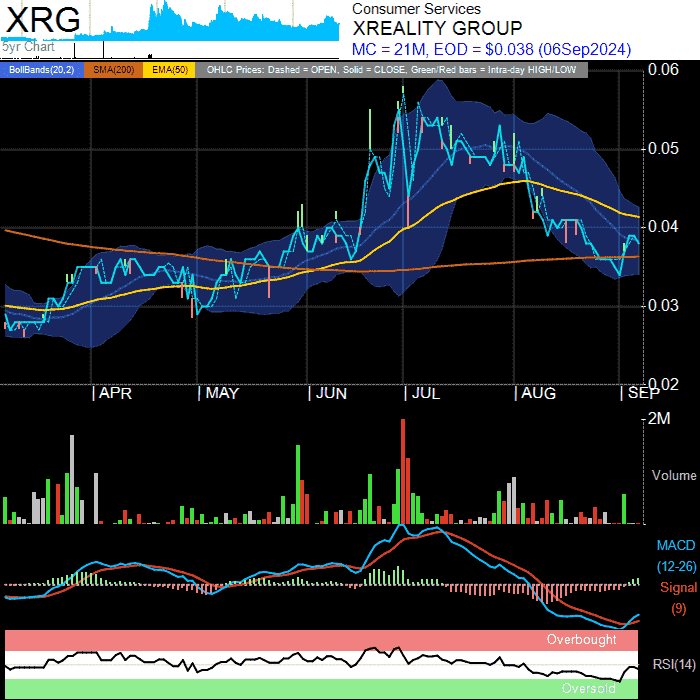 XRG
5yr Chart
Consumer Services
XREALITY GROUP
MC = 21M, EOD = $0.038 (06Sep2024)
BollBands(20,2) SMA(200) EMA(50) OHLC Prices: Dashed = OPEN, Solid = CLOSE, Green/Red bars = Intra-day HIGH/LOW
0.06
0.05
0.04
0.03
0.02
APR MAY JUN JUL AUG SEP
2M
Volume
MACD
(12-26)
Signal
(9)
Overbought
RSI(14)
Oversold